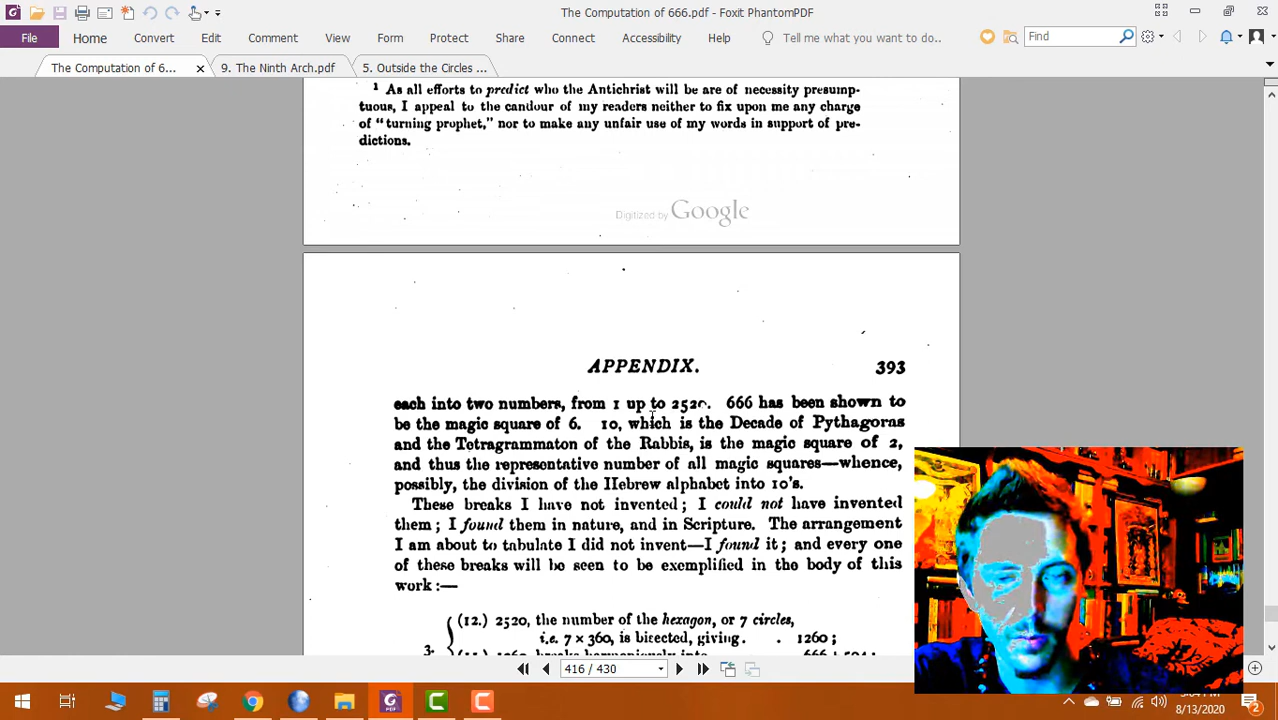 The Computation of 666.pdf - Foxit PhantomPDF
File Home Convert Edit Comment View Form Protect Share Connect Accessibility Help Tell me what you want to do.. Find
The Computation of 6... 9. The Ninth Arch.pdf 5. Outside the Circles ...
1 As all efforts to predict who the Antichrist will be are of necessity presump-
tuous, I appeal to the candour of my readers neither to fix upon me any charge
of "turning prophet," nor to make any unfair use of my words in support of pre-
dictions.
Digitized by Google
APPENDIX. 393
each into two numbers, from 1 up to 2520. 666 has been shown to
be the magic square of 6. 10, which is the Decade of Pythagoras
and the Tetragrammaton of the Rabbis, is the magic square of 2,
and thus the representative number of all magic squares—whence,
possibly, the division of the Hebrew alphabet into 10's.
These breaks I have not invented; I could not have invented
them; I found them in nature, and in Scripture. The arrangement
I am about to tabulate I did not invent—I found it; and every one
of these breaks will be seen to be exemplified in the body of this
work:—
(12.) 2520, the number of the hexagon, or 7 circles,
i.e. 7 × 360, is bisected, giving . . 1260;
3.
416 / 430
8/13/2020
2